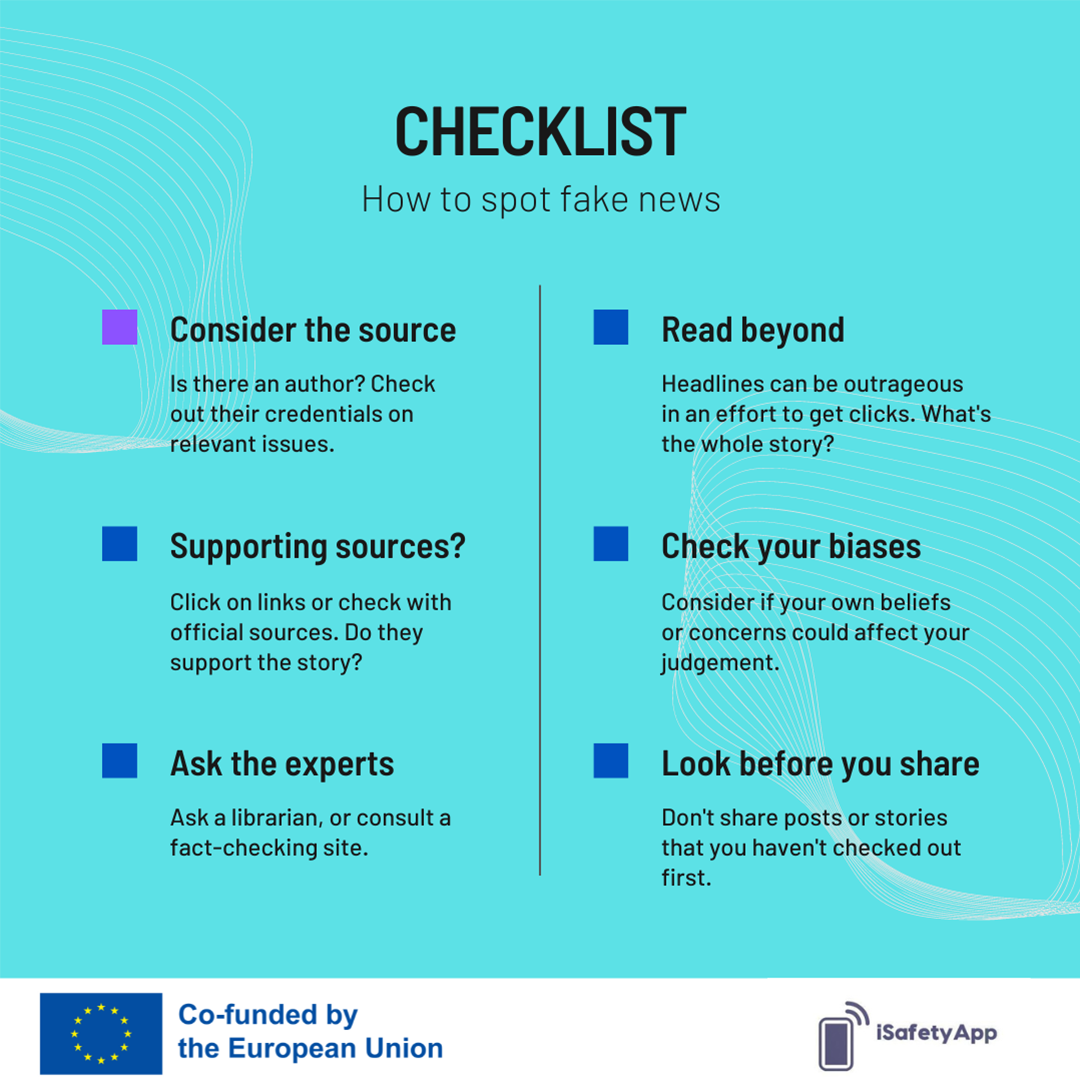 CHECKLIST
How to spot fake news
Consider the source
Is there an author? Check
out their credentials on
relevant issues.
Supporting sources?
Click on links or check with
official sources. Do they
support the story?
Ask the experts
Ask a librarian, or consult a
fact-checking site.
Read beyond
Headlines can be outrageous
in an effort to get clicks. What's
the whole story?
Check your biases
Consider if your own beliefs
or concerns could affect your
judgement.
Look before you share
Don't share posts or stories
that you haven't checked out
first.
Co-funded by
the European Union
iSafetyApp